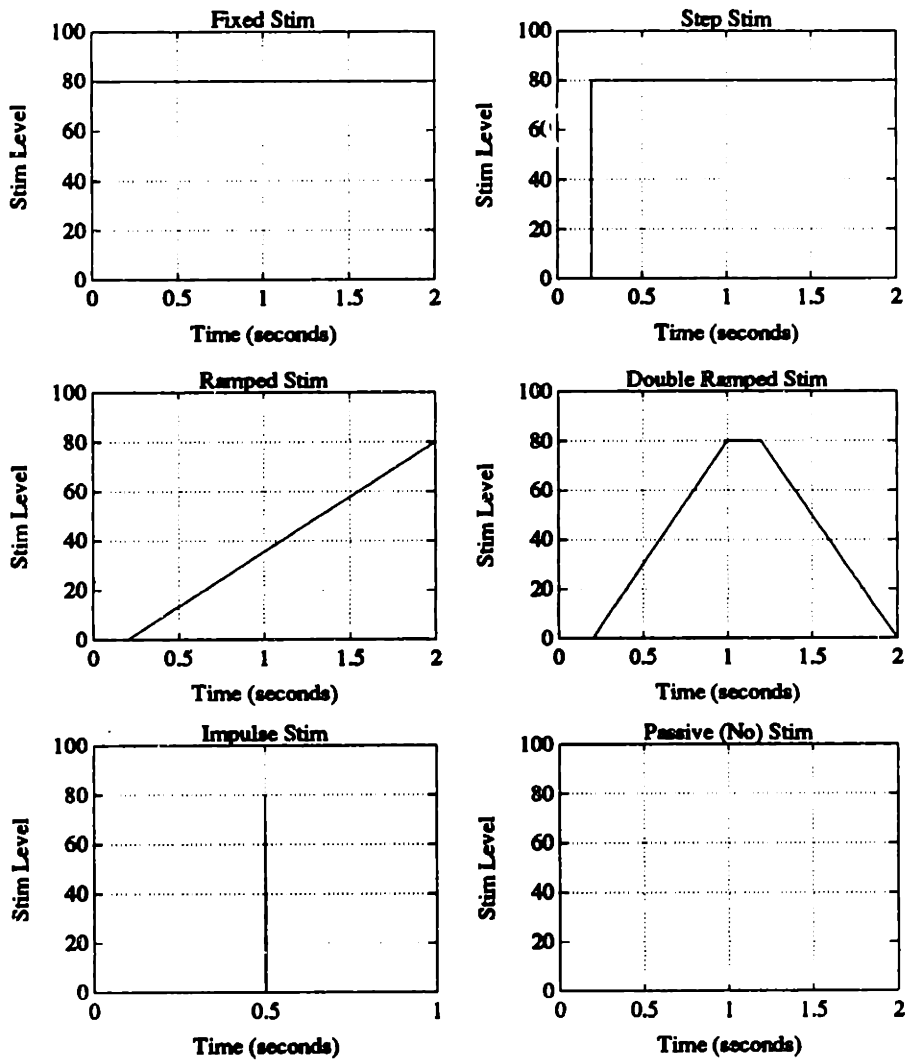 Fixed Stim
100
80
60
40
20
0
0 0.5 1 1.5 2
Stim Level
Time (seconds)
Step Stim
100
80
40
20
0
0 0.5 1 1.5 2
Stim Level
Time (seconds)
Ramped Stim
100
80
60
40
20
0
0 0.5 1 1.5 2
Stim Level
Time (seconds)
Double Ramped Stim
100
80
60
40
20
0
0 0.5 1 1.5 2
Stim Level
Time (seconds)
Impulse Stim
100
80
60
40
20
0
0 0.5 1
Stim Level
Time (seconds)
Passive (No) Stim
100
80
60
40
20
0
0 0.5 1 1.5 2
Stim Level
Time (seconds)